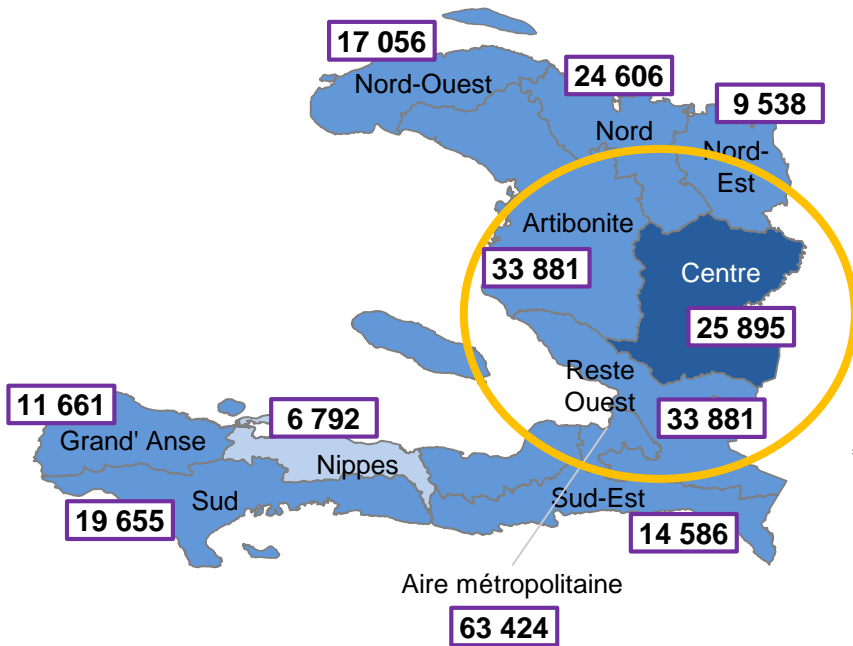 17 056
Nord-Ouest
24 606
Nord
9 538
Nord-
Est
Artibonite
33 881
Centre
25 895
Reste
Ouest
33 881
11 661
Grand' Anse
6 792
Nippes
Sud
19 655
Sud-Est
14 586
Aire métropolitaine
63 424